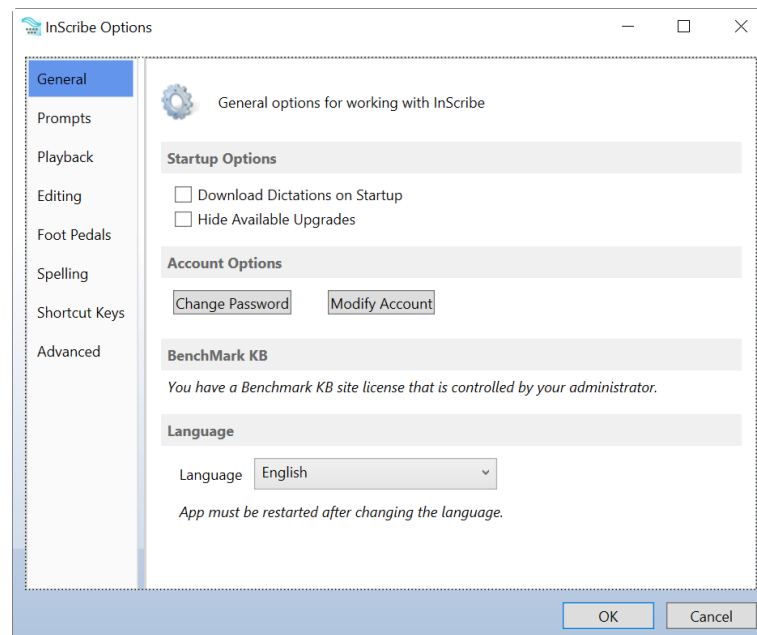 InScribe Options
General
Prompts
Playback
Editing
Foot Pedals
Spelling
Shortcut Keys
Advanced
General options for working with InScribe
Startup Options
Download Dictations on Startup
Hide Available Upgrades
Account Options
Change Password Modify Account
BenchMark KB
You have a Benchmark KB site license that is controlled by your administrator.
Language
Language English
App must be restarted after changing the language.
OK Cancel